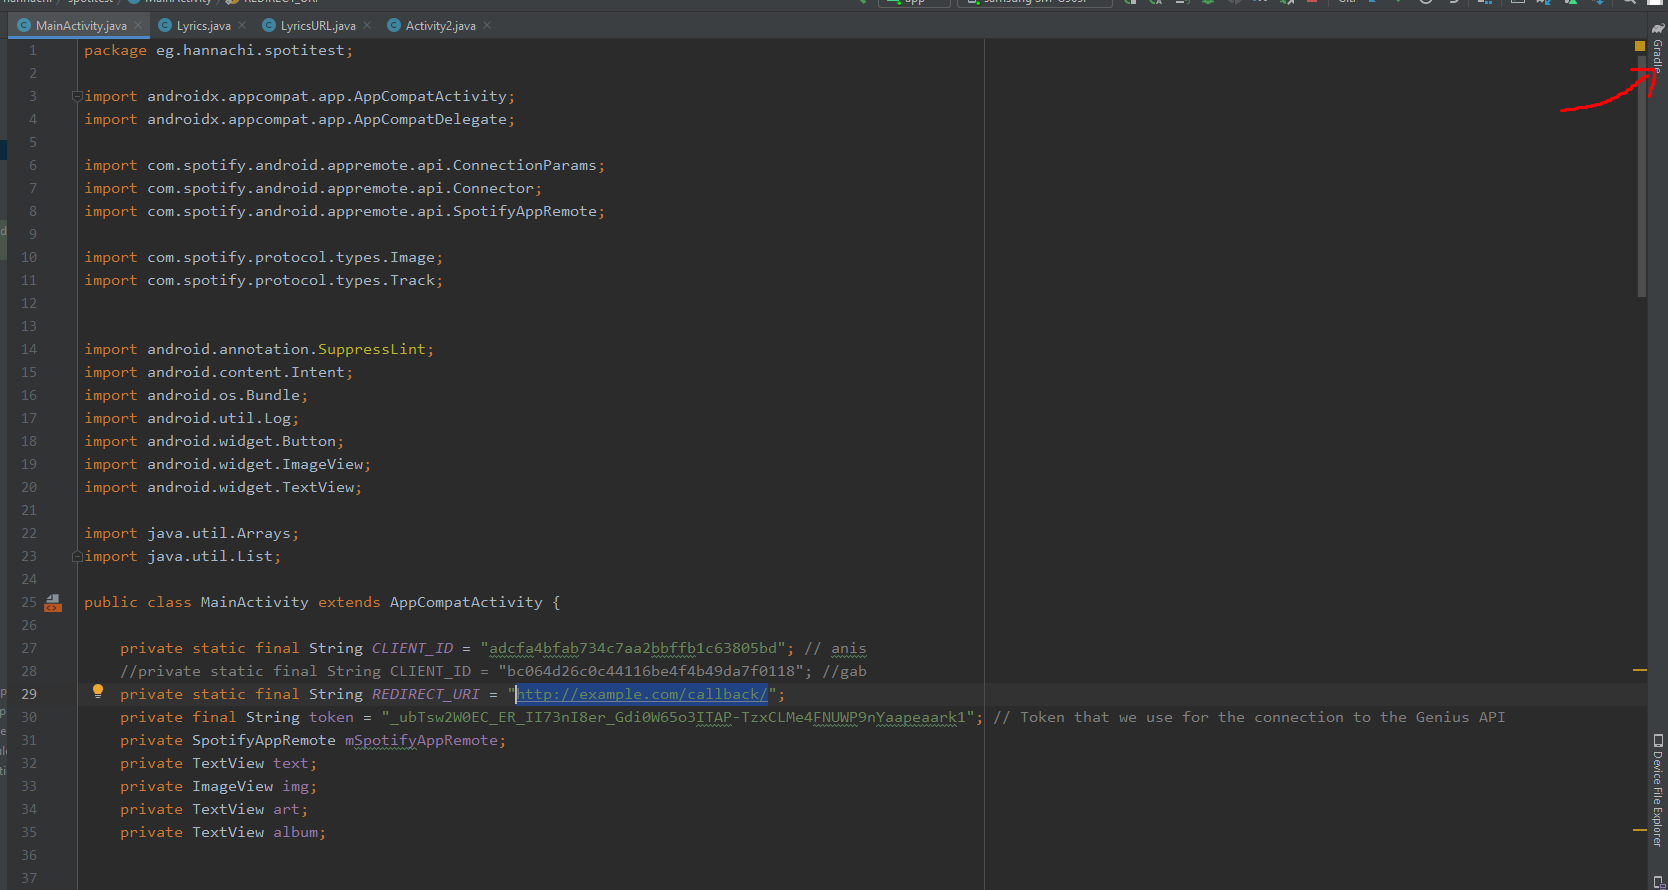 MainActivity.java Lyrics.java LyricsURL.java Activity2.java
Gradle
1 package eg.hannachi.spotitest;
2
3 import androidx.appcompat.app.AppCompatActivity;
4 import androidx.appcompat.app.AppCompatDelegate;
5
6 import com.spotify.android.appremote.api.ConnectionParams;
7 import com.spotify.android.appremote.api.Connector;
8 import com.spotify.android.appremote.api.SpotifyAppRemote;
9
10 import com.spotify.protocol.types.Image;
11 import com.spotify.protocol.types.Track;
12
13
14 import android.annotation.SuppressLint;
15 import android.content.Intent;
16 import android.os.Bundle;
17 import android.util.Log;
18 import android.widget.Button;
19 import android.widget.ImageView;
20 import android.widget.TextView;
21
22 import java.util.Arrays;
23 import java.util.List;
24
25 public class MainActivity extends AppCompatActivity {
26
27 private static final String CLIENT_ID = "adcfa4bfab734c7aa2bbffb1c63805bd"; // anis
28 //private static final String CLIENT_ID = "bc064d26c0c44116be4f4b49da7f0118"; //gab
29 private static final String REDIRECT_URI = "http://example.com/callback/";
30 private final String token = "_ubTsw2W0EC_ER_II73nI8er_Gdi0W65o3ITAP-TzxCLMe4FNUWP9nYaapeaark1"; // Token that we use for the connection to the Genius API
31 private SpotifyAppRemote mSpotifyAppRemote;
32 private TextView text;
33 private ImageView img;
34 private TextView art;
35 private TextView album;
36
37
Device File Explorer